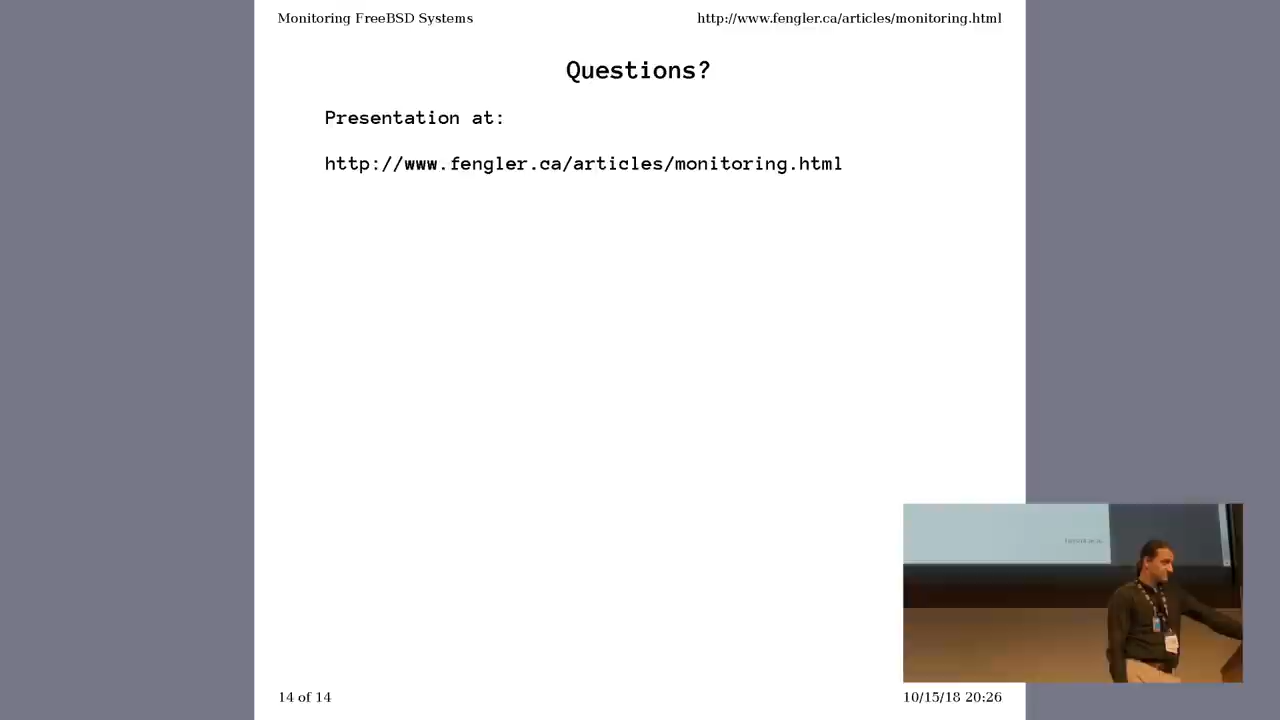 Monitoring FreeBSD Systems
http://www.fengler.ca/articles/monitoring.html
Questions?
Presentation at:
http://www.fengler.ca/articles/monitoring.html
14 of 14
10/15/18 20:26